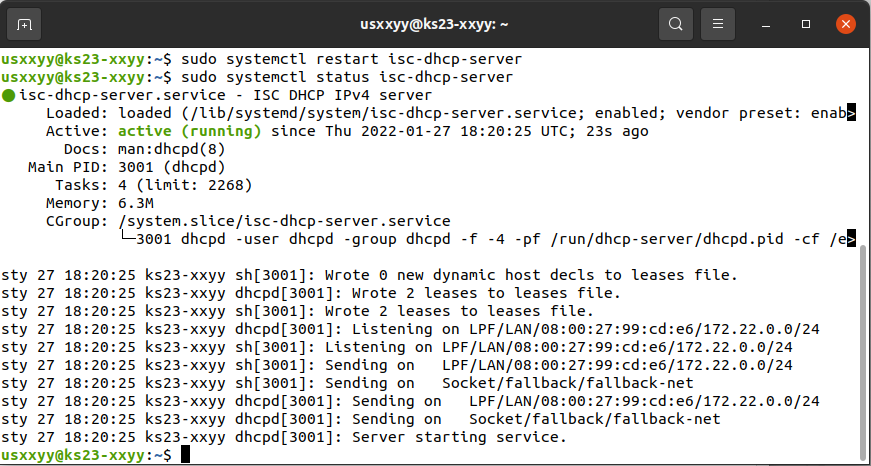 usxxyy@ks23-xxyy: ~
usxxyy@ks23-xxyy:~$ sudo systemctl restart isc-dhcp-server
usxxyy@ks23-xxyy:~$ sudo systemctl status isc-dhcp-server
● isc-dhcp-server.service - ISC DHCP IPv4 server
     Loaded: loaded (/lib/systemd/system/isc-dhcp-server.service; enabled; vendor preset: enab>
     Active: active (running) since Thu 2022-01-27 18:20:25 UTC; 23s ago
       Docs: man:dhcpd(8)
   Main PID: 3001 (dhcpd)
      Tasks: 4 (limit: 2268)
     Memory: 6.3M
     CGroup: /system.slice/isc-dhcp-server.service
             └─3001 dhcpd -user dhcpd -group dhcpd -f -4 -pf /run/dhcp-server/dhcpd.pid -cf /e>
sty 27 18:20:25 ks23-xxyy sh[3001]: Wrote 0 new dynamic host decls to leases file.
sty 27 18:20:25 ks23-xxyy dhcpd[3001]: Wrote 2 leases to leases file.
sty 27 18:20:25 ks23-xxyy sh[3001]: Wrote 2 leases to leases file.
sty 27 18:20:25 ks23-xxyy dhcpd[3001]: Listening on LPF/LAN/08:00:27:99:cd:e6/172.22.0.0/24
sty 27 18:20:25 ks23-xxyy sh[3001]: Listening on LPF/LAN/08:00:27:99:cd:e6/172.22.0.0/24
sty 27 18:20:25 ks23-xxyy sh[3001]: Sending on   LPF/LAN/08:00:27:99:cd:e6/172.22.0.0/24
sty 27 18:20:25 ks23-xxyy sh[3001]: Sending on   Socket/fallback/fallback-net
sty 27 18:20:25 ks23-xxyy dhcpd[3001]: Sending on   LPF/LAN/08:00:27:99:cd:e6/172.22.0.0/24
sty 27 18:20:25 ks23-xxyy dhcpd[3001]: Sending on   Socket/fallback/fallback-net
sty 27 18:20:25 ks23-xxyy dhcpd[3001]: Server starting service.
usxxyy@ks23-xxyy:~$